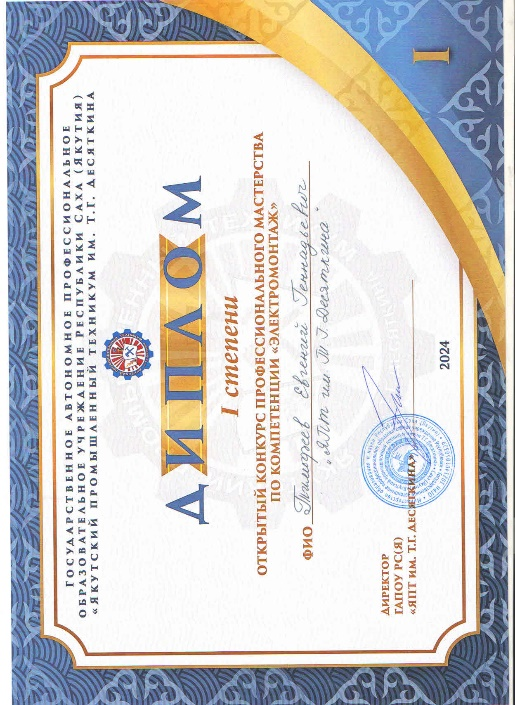 ГОСУДАРСТВЕННОЕ АВТОНОМНОЕ ПРОФЕССИОНАЛЬНОЕ
ОБРАЗОВАТЕЛЬНОЕ УЧРЕЖДЕНИЕ РЕСПУБЛИКИ САХА (ЯКУТИЯ)
«ЯКУТСКИЙ ПРОМЫШЛЕННЫЙ ТЕХНИКУМ ИМ. Т.Г. ДЕСЯТКИНА
ДИПЛОМ
I степени
ОТКРЫТЫЙ КОНКУРС ПРОФЕССИОНАЛЬНОГО МАСТЕРСТВА
ПО КОМПЕТЕНЦИИ «ЭЛЕКТРОМОНТАЖ»
ФИО Евгений Геннадьевич
"ЯПТ им Т Г Десяткина"
ДИРЕКТОР
ГАПОУ РС(Я)
«ЯПТ ИМ. Т.Г. ДЕСЯТКИНА»
2024
I